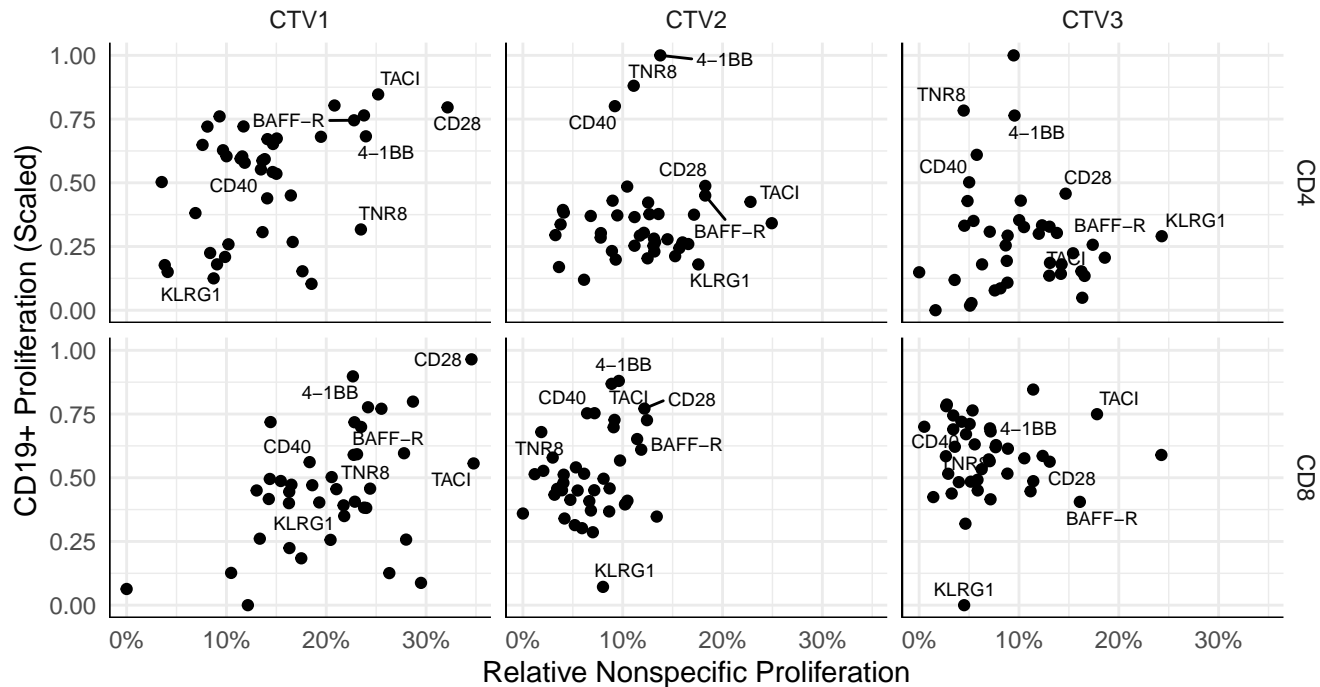 CTV1 CTV2 CTV3
CD19+ Proliferation (Scaled)
1.00
0.75
0.50
0.25
0.00
TACI
BAFF−R
CD28
4−1BB
CD40
TNR8
KLRG1
4−1BB
TNR8
CD40
CD28
TACI
BAFF−R
KLRG1
TNR8
4−1BB
CD40
CD28
BAFF−R
KLRG1
TACI
CD4
1.00
0.75
0.50
0.25
0.00
CD28
4−1BB
CD40
BAFF−R
TNR8
TACI
KLRG1
4−1BB
CD40
TACI
CD28
TNR8
BAFF−R
KLRG1
TACI
CD40
4−1BB
TNR8
CD28
BAFF−R
KLRG1
CD8
0% 10% 20% 30% 0% 10% 20% 30% 0% 10% 20% 30%
Relative Nonspecific Proliferation